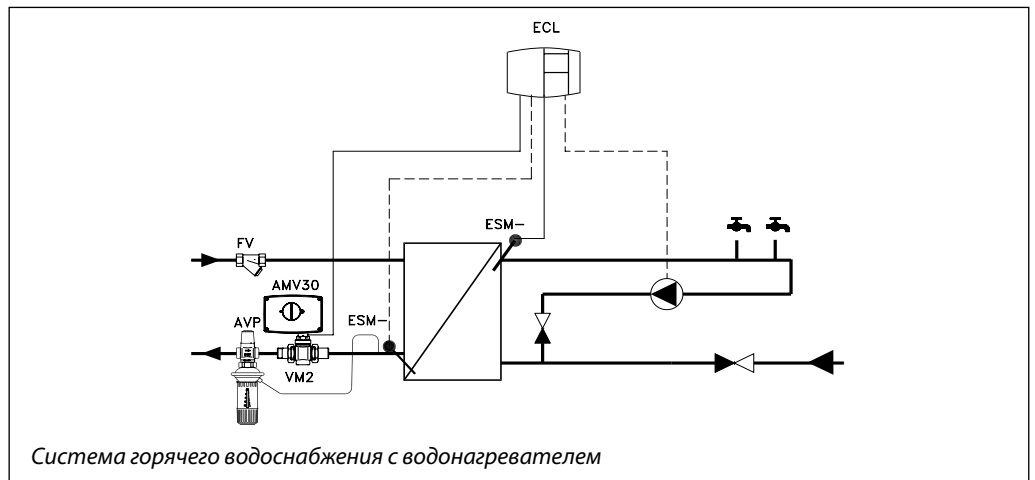 ECL
ESM-
FV
AMV30
AVP
ESM-
VM2
Система горячего водоснабжения с водонагревателем